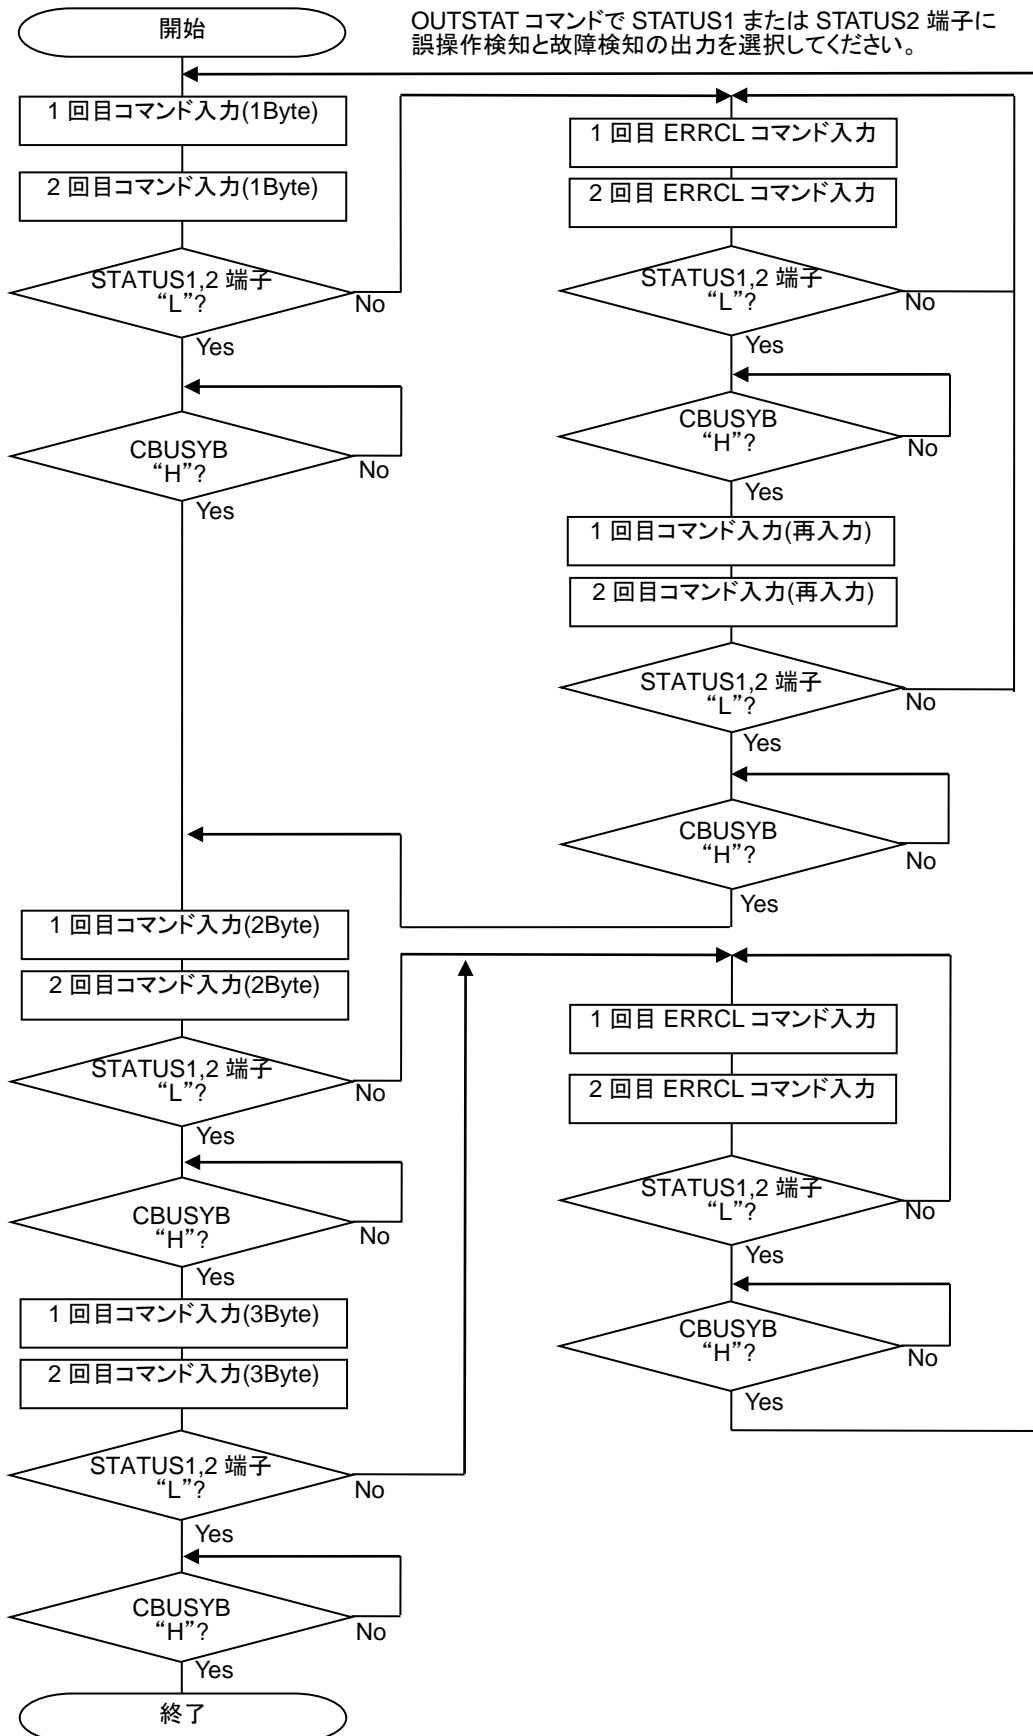 開始
OUTSTAT コマンドで STATUS1 または STATUS2 端子に
誤操作検知と故障検知の出力を選択してください。
1 回目コマンド入力(1Byte)
2 回目コマンド入力(1Byte)
STATUS1,2 端子
“L”?
No
Yes
CBUSYB
“H”?
No
Yes
1 回目 ERRCL コマンド入力
2 回目 ERRCL コマンド入力
STATUS1,2 端子
“L”?
No
Yes
CBUSYB
“H”?
No
Yes
1 回目コマンド入力(再入力)
2 回目コマンド入力(再入力)
STATUS1,2 端子
“L”?
No
Yes
CBUSYB
“H”?
No
Yes
1 回目コマンド入力(2Byte)
2 回目コマンド入力(2Byte)
STATUS1,2 端子
“L”?
No
Yes
CBUSYB
“H”?
No
Yes
1 回目コマンド入力(3Byte)
2 回目コマンド入力(3Byte)
STATUS1,2 端子
“L”?
No
Yes
CBUSYB
“H”?
No
Yes
終了
1 回目 ERRCL コマンド入力
2 回目 ERRCL コマンド入力
STATUS1,2 端子
“L”?
No
Yes
CBUSYB
“H”?
No
Yes